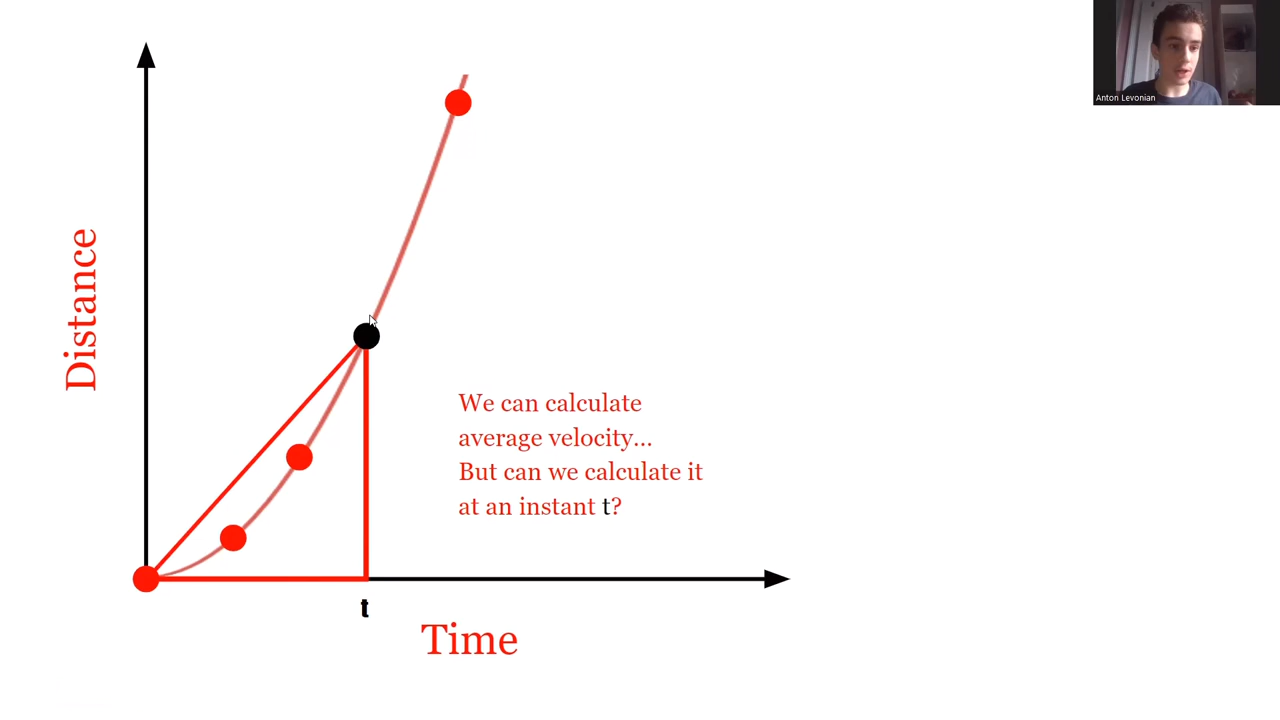 Anton Levonian
Distance
We can calculate
average velocity...
But can we calculate it
at an instant t?
t
Time